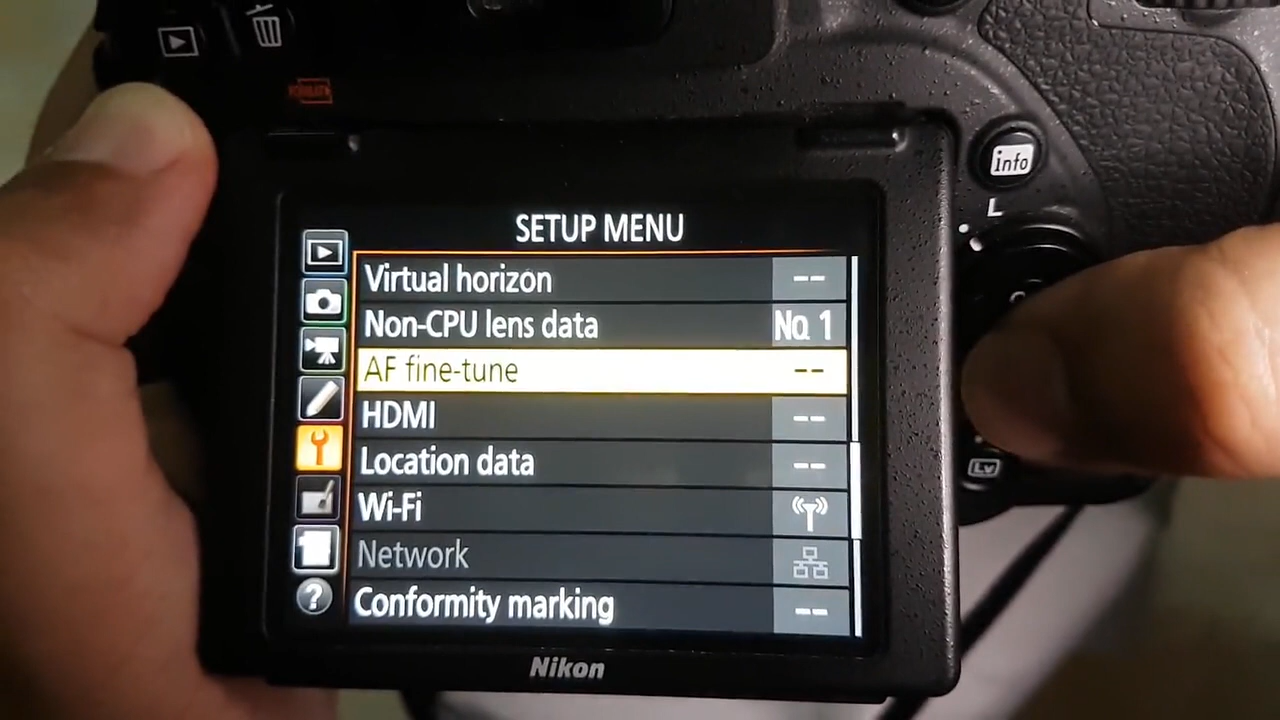 FORMAT
info
L
SETUP MENU
Virtual horizon --
Non-CPU lens data No. 1
AF fine-tune --
HDMI --
Location data --
Wi-Fi
Network
Conformity marking --
?
Lv
Nikon